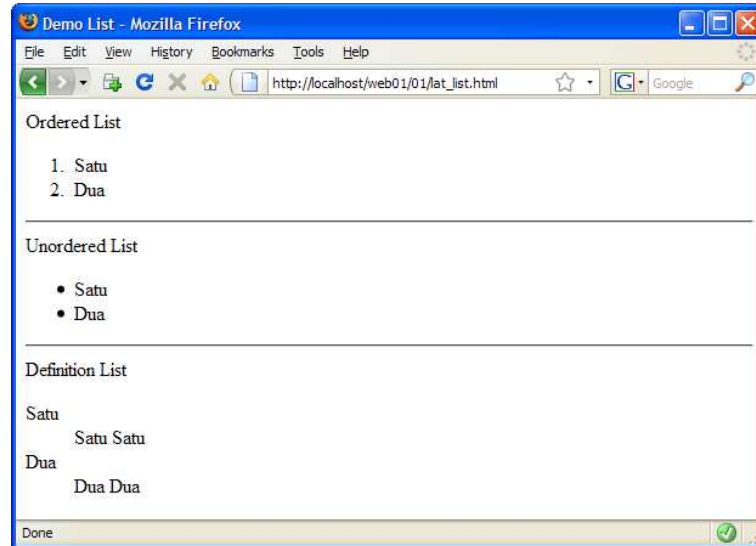 Demo List - Mozilla Firefox
File Edit View History Bookmarks Tools Help
http://localhost/web01/01/lat_list.html G Google
Ordered List
1. Satu
2. Dua
Unordered List
• Satu
• Dua
Definition List
Satu
Satu Satu
Dua
Dua Dua
Done